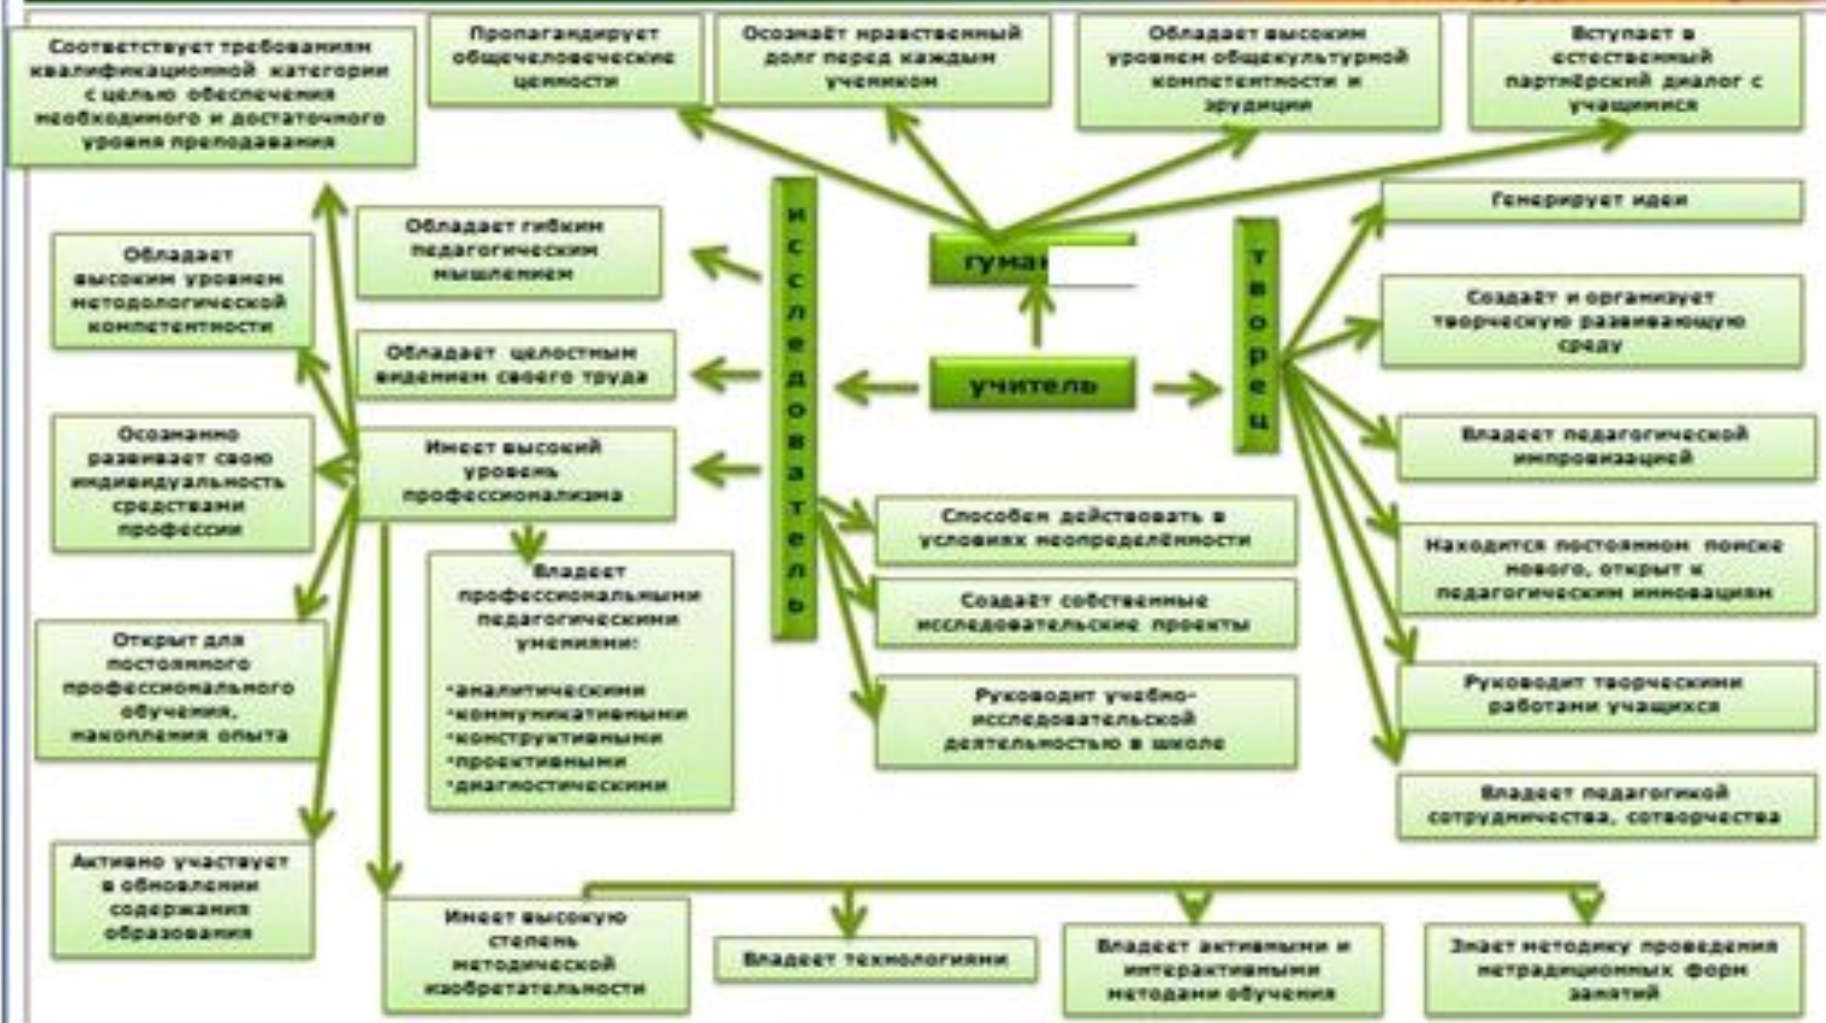 Соответствует требованиям
квалификационной категории
с целью обеспечения
необходимого и достаточного
уровня преподавания
Пропагандирует
общечеловеческие
ценности
Осознаёт нравственный
долг перед каждым
учеником
Обладает высоким
уровнем общекультурной
компетентности и
эрудиции
Вступает в
естественный
партнёрский диалог с
учащимися
Обладает
высоким уровнем
методологической
компетентности
Обладает гибким
педагогическим
мышлением
исследователь
гуман
творец
Генерирует идеи
Создаёт и организует
творческую развивающую
среду
Обладает целостным
видением своего труда
учитель
Осознанно
развивает свою
индивидуальность
средствами
профессии
Имеет высокий
уровень
профессионализма
Владеет педагогической
импровизацией
Способен действовать в
условиях неопределённости
Находится постоянном поиске
нового, открыт к
педагогическим инновациям
Владеет
профессиональными
педагогическими
умениями:
•аналитическими
•коммуникативными
•конструктивными
•проективными
•диагностическими
Создаёт собственные
исследовательские проекты
Открыт для
постоянного
профессионального
обучения,
накопления опыта
Руководит учебно-
исследовательской
деятельностью в школе
Руководит творческими
работами учащихся
Владеет педагогикой
сотрудничества, сотворчества
Активно участвует
в обновлении
содержания
образования
Имеет высокую
степень
методической
изобретательности
Владеет технологиями
Владеет активными и
интерактивными
методами обучения
Знает методику проведения
нетрадиционных форм
занятий